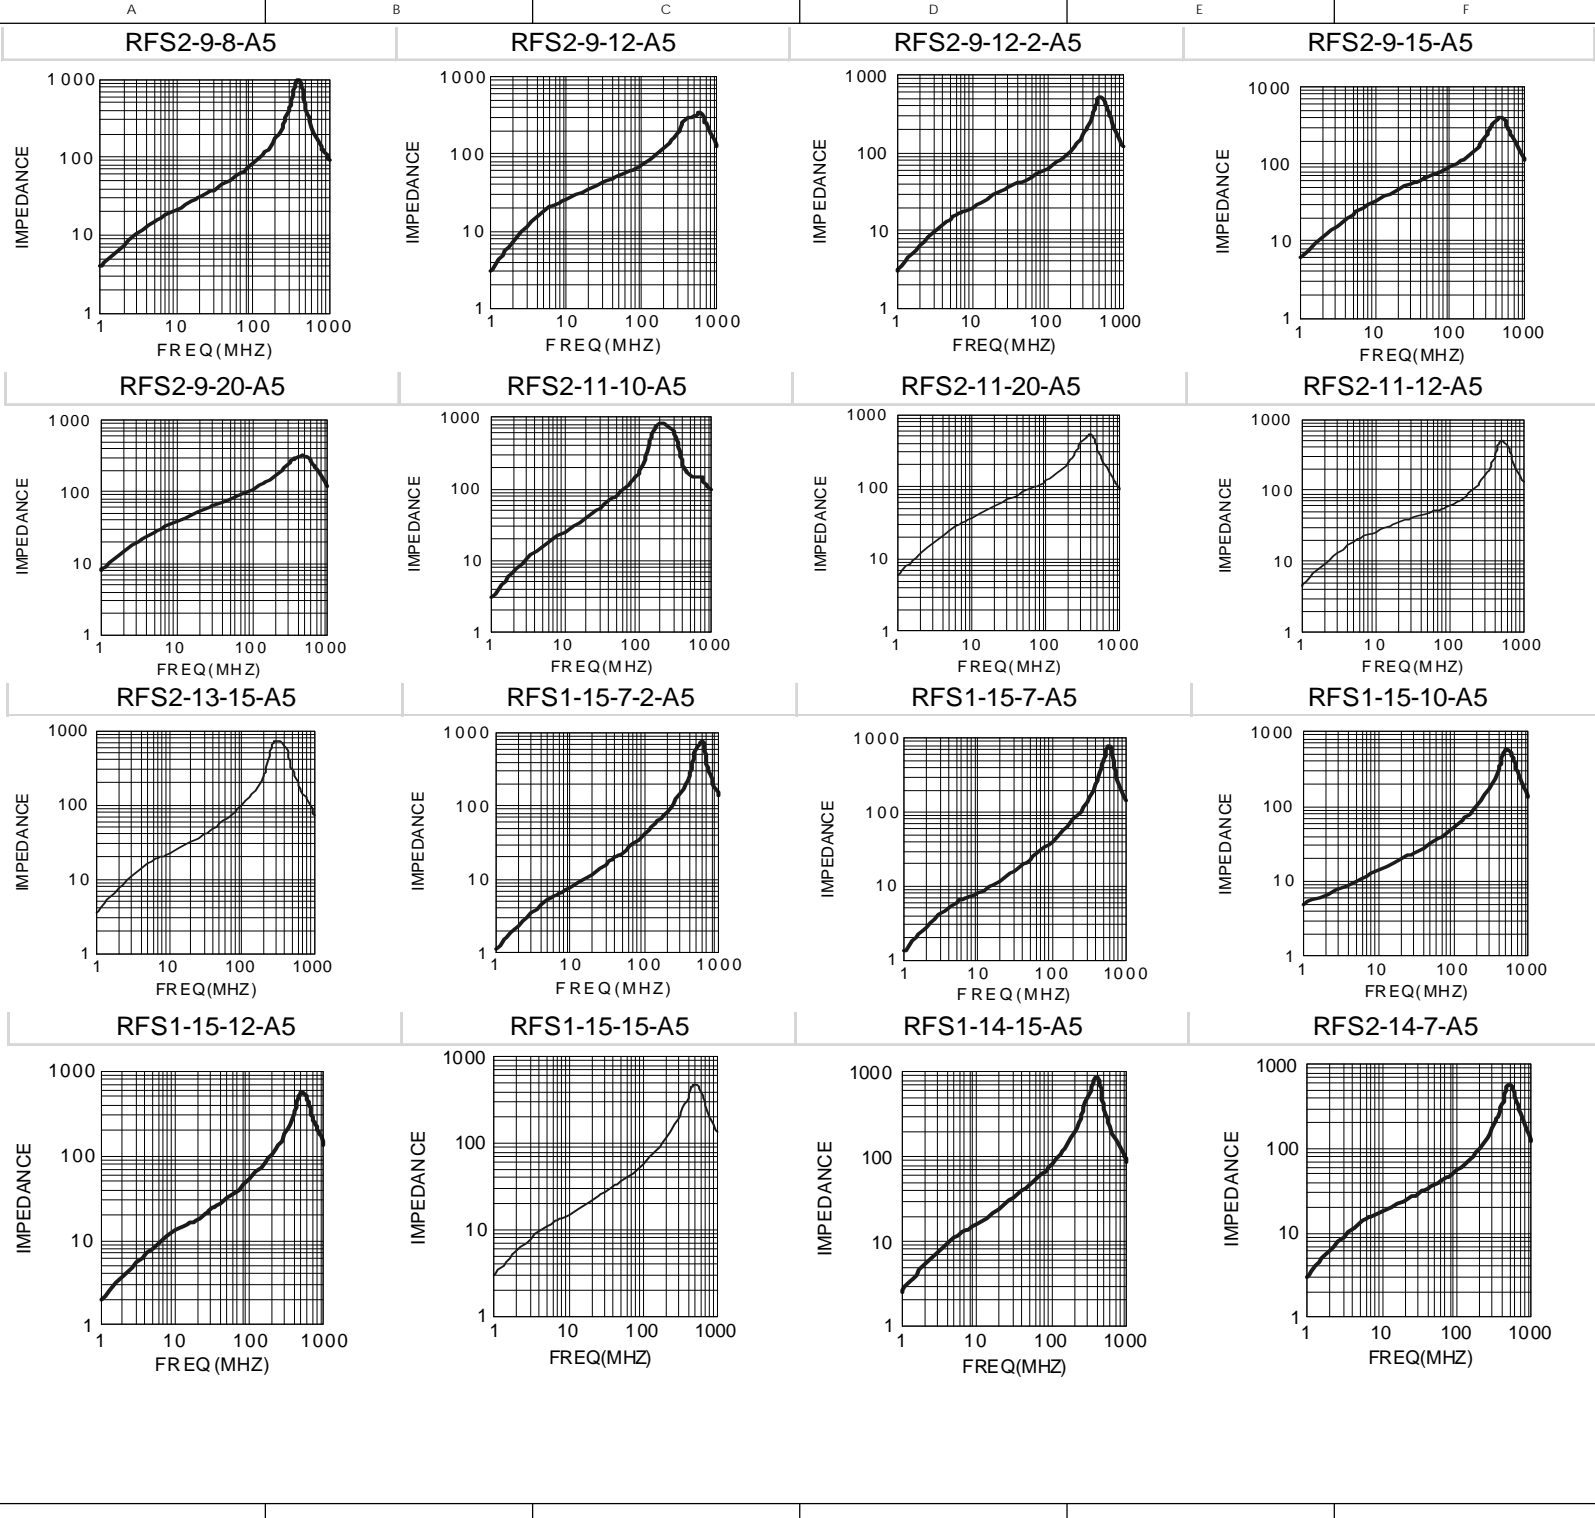 A B C D E F
RFS2-9-8-A5 RFS2-9-12-A5 RFS2-9-12-2-A5 RFS2-9-15-A5
IMPEDANCE
1000
100
10
1
1 10 100 1000
FREQ(MHZ)
IMPEDANCE
1000
100
10
1
1 10 100 1000
FREQ(MHZ)
IMPEDANCE
1000
100
10
1
1 10 100 1000
FREQ(MHZ)
IMPEDANCE
1000
100
10
1
1 10 100 1000
FREQ(MHZ)
RFS2-9-20-A5 RFS2-11-10-A5 RFS2-11-20-A5 RFS2-11-12-A5
IMPEDANCE
1000
100
10
1
1 10 100 1000
FREQ(MHZ)
IMPEDANCE
1000
100
10
1
1 10 100 1000
FREQ(MHZ)
IMPEDANCE
1000
100
10
1
1 10 100 1000
FREQ(MHZ)
IMPEDANCE
1000
100
10
1
1 10 100 1000
FREQ(MHZ)
RFS2-13-15-A5 RFS1-15-7-2-A5 RFS1-15-7-A5 RFS1-15-10-A5
IMPEDANCE
1000
100
10
1
1 10 100 1000
FREQ(MHZ)
IMPEDANCE
1000
100
10
1
1 10 100 1000
FREQ(MHZ)
IMPEDANCE
1000
100
10
1
1 10 100 1000
FREQ(MHZ)
IMPEDANCE
1000
100
10
1
1 10 100 1000
FREQ(MHZ)
RFS1-15-12-A5 RFS1-15-15-A5 RFS1-14-15-A5 RFS2-14-7-A5
IMPEDANCE
1000
100
10
1
1 10 100 1000
FREQ(MHZ)
IMPEDANCE
1000
100
10
1
1 10 100 1000
FREQ(MHZ)
IMPEDANCE
1000
100
10
1
1 10 100 1000
FREQ(MHZ)
IMPEDANCE
1000
100
10
1
1 10 100 1000
FREQ(MHZ)